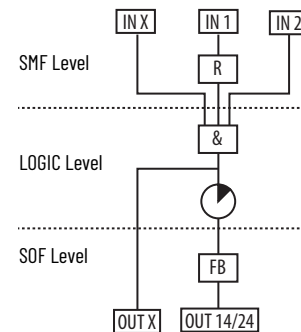 IN X
IN 1
IN 2
SMF Level
R
&
LOGIC Level
SOF Level
FB
OUT X
OUT 14/24